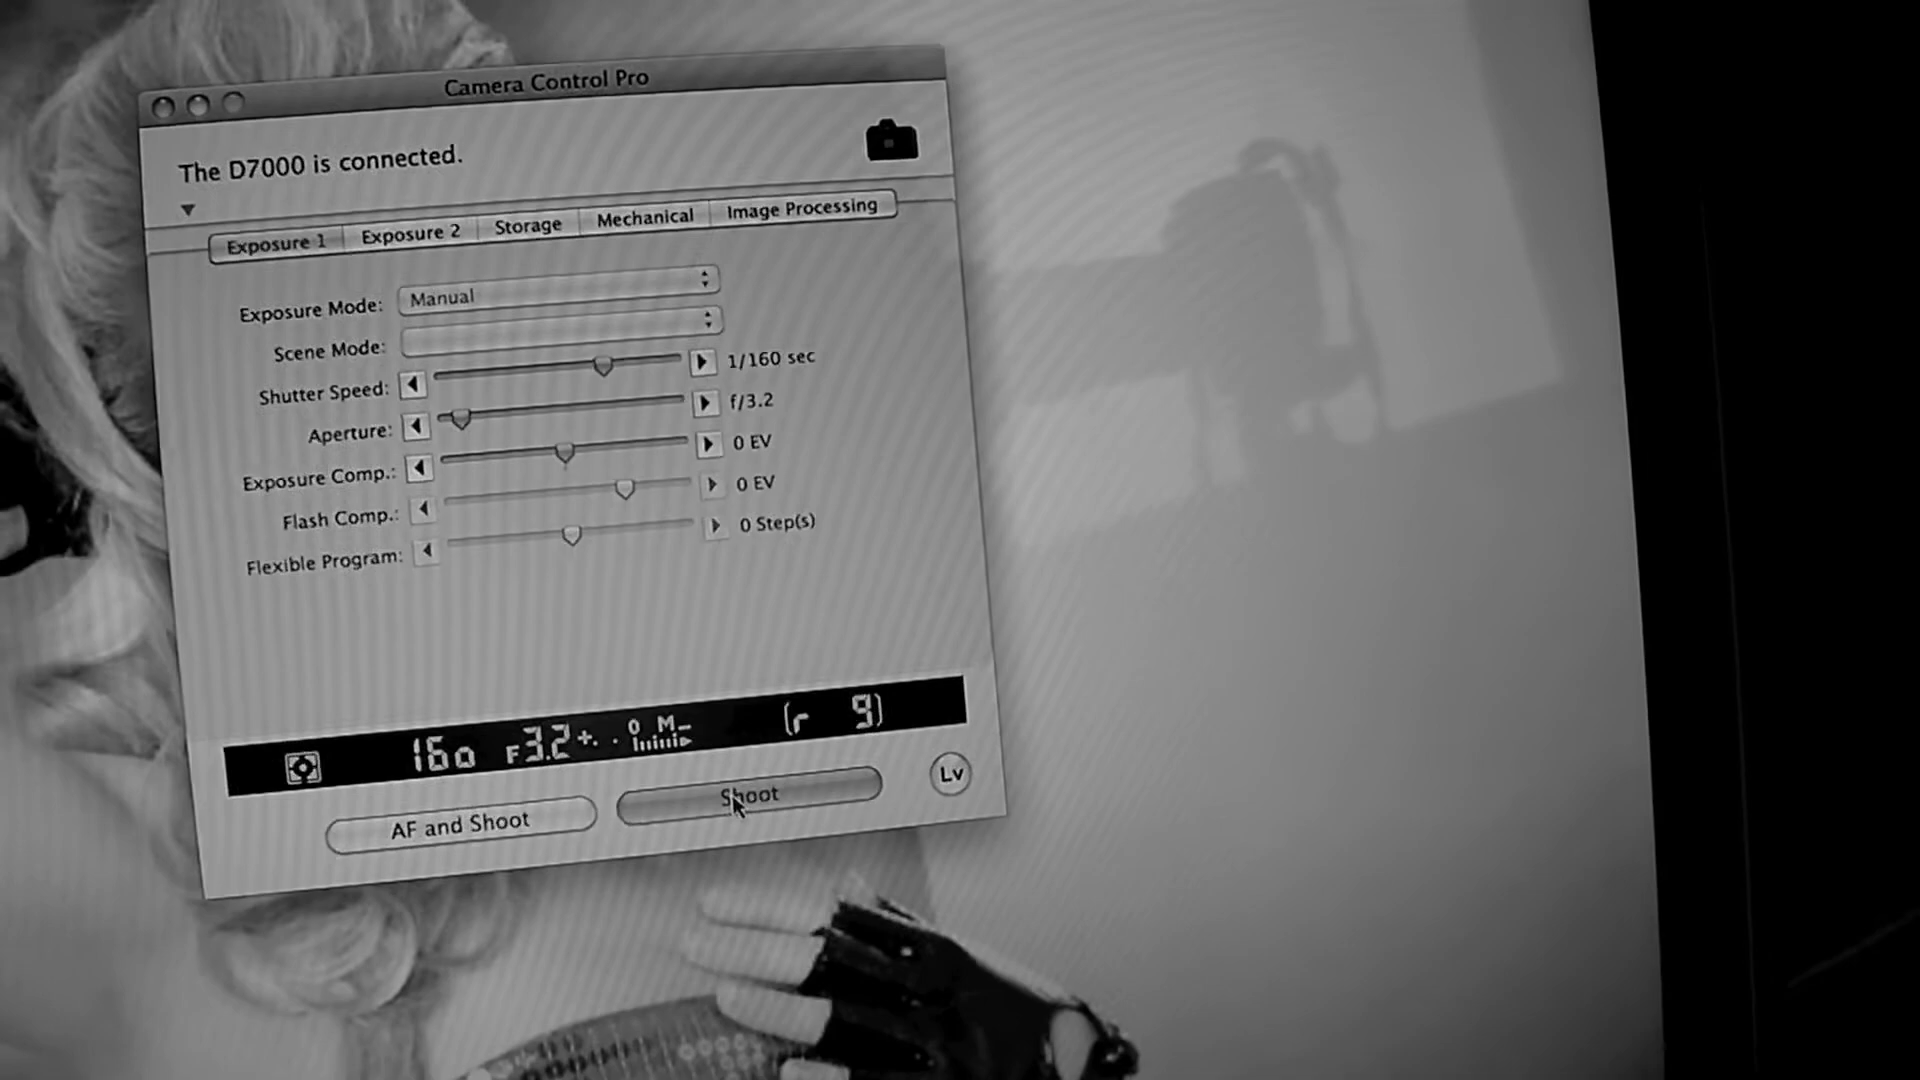 Camera Control Pro
The D7000 is connected.
Exposure 1 Exposure 2 Storage Mechanical Image Processing
Exposure Mode: Manual
Scene Mode:
Shutter Speed: 1/160 sec
Aperture: f/3.2
Exposure Comp.: 0 EV
Flash Comp.: 0 EV
Flexible Program: 0 Step(s)
160 F3.2 +. . 0 M - (r 9)
AF and Shoot Shoot Lv